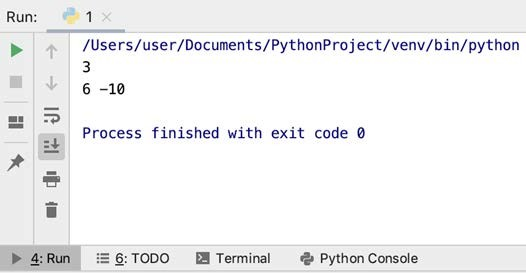 Run: 1
/Users/user/Documents/PythonProject/venv/bin/python
3
6 -10
Process finished with exit code 0
4: Run 6: TODO Terminal Python Console